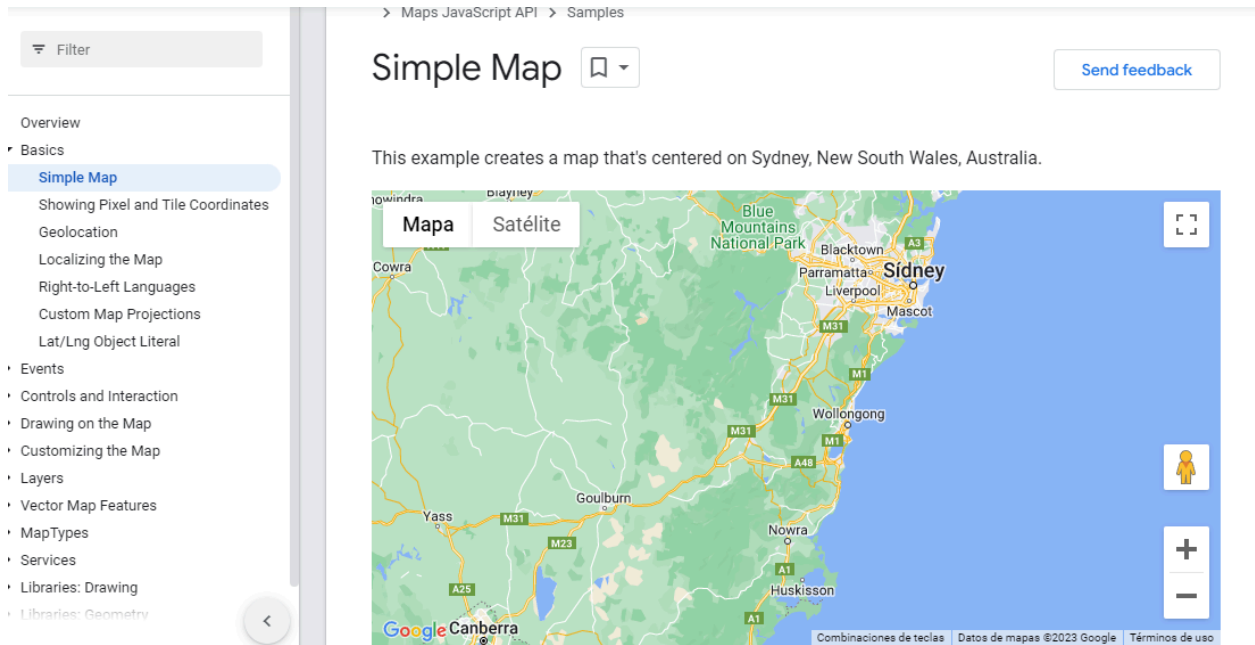 > Maps JavaScript API > Samples
Filter
Simple Map
Send feedback
Overview
Basics
Simple Map
Showing Pixel and Tile Coordinates
Geolocation
Localizing the Map
Right-to-Left Languages
Custom Map Projections
Lat/Lng Object Literal
Events
Controls and Interaction
Drawing on the Map
Customizing the Map
Layers
Vector Map Features
MapTypes
Services
Libraries: Drawing
Libraries: Geometry
This example creates a map that's centered on Sydney, New South Wales, Australia.
Blayney
Mapa Satélite
Blue
Mountains
National Park
Blacktown
A3
Cowra
Parramatta
Sídney
Liverpool
Mascot
M31
M1
M31
Wollongong
M31
M1
A48
Goulburn
Yass
M31
Nowra
M23
A1
A25
Huskisson
A1
Google
Canberra
Combinaciones de teclas Datos de mapas ©2023 Google Términos de uso